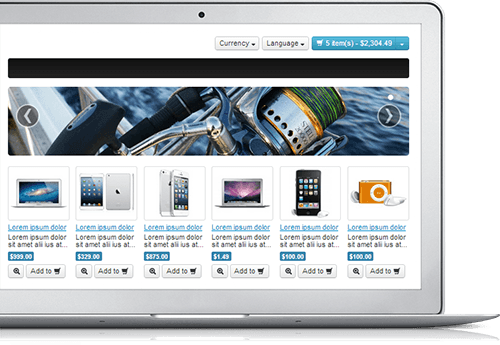 Currency Language 5 item(s) - $2,304.49
Lorem ipsum dolor Lorem ipsum dolor Lorem ipsum dolor Lorem ipsum dolor Lorem ipsum dolor Lorem ipsum dolor
sit amet alii ius at... sit amet alii ius at... sit amet alii ius at... sit amet alii ius at... sit amet alii ius at... sit amet alii ius at...
$999.00 $329.00 $875.00 $1.49 $100.00 $100.00
Add to Add to Add to Add to Add to Add to